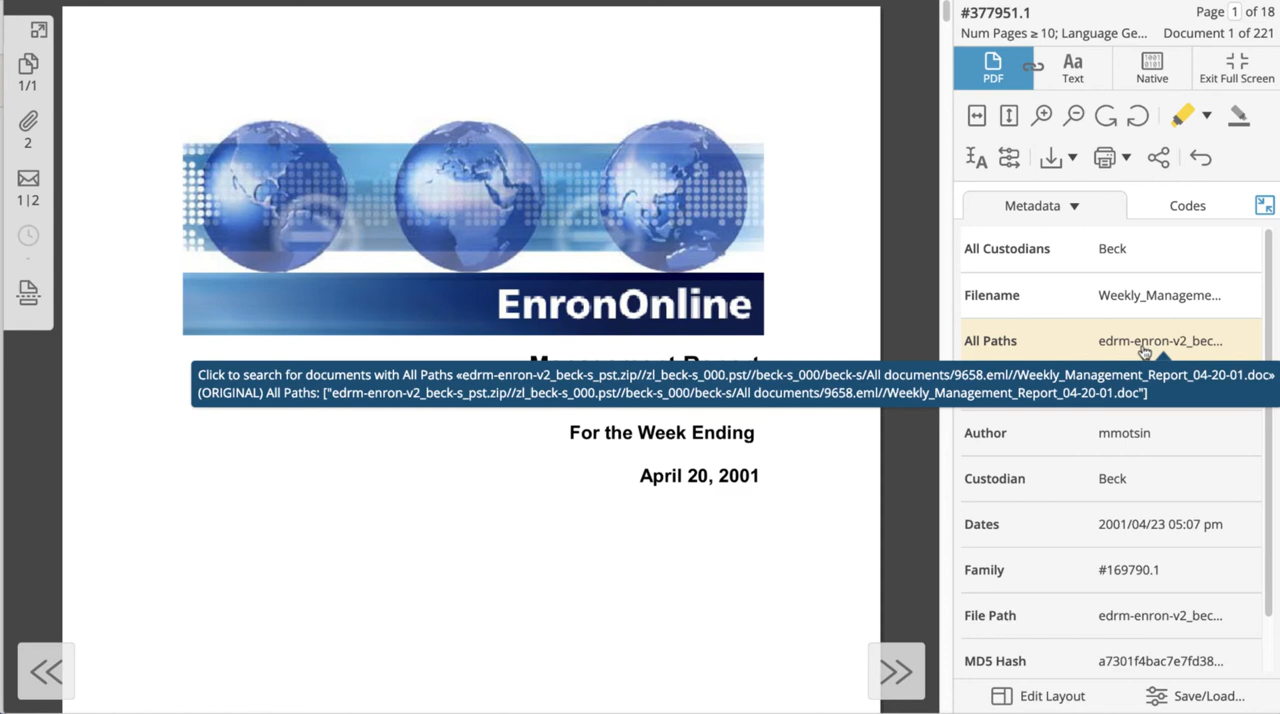 1/1
2
1|2
-
EnronOnline
For the Week Ending
April 20, 2001
#377951.1
Page 1 of 18
Num Pages ≥ 10; Language Ge...
Document 1 of 221
PDF
Aa
Text
Native
Exit Full Screen
Metadata
Codes
All Custodians Beck
Filename Weekly_Manageme...
All Paths edrm-enron-v2_bec...
Click to search for documents with All Paths «edrm-enron-v2_beck-s_pst.zip//zl_beck-s_000.pst//beck-s_000/beck-s/All documents/9658.eml//Weekly_Management_Report_04-20-01.doc»
(ORIGINAL) All Paths: ["edrm-enron-v2_beck-s_pst.zip//zl_beck-s_000.pst//beck-s_000/beck-s/All documents/9658.eml//Weekly_Management_Report_04-20-01.doc"]
Author mmotsin
Custodian Beck
Dates 2001/04/23 05:07 pm
Family #169790.1
File Path edrm-enron-v2_bec...
MD5 Hash a7301f4bac7e7fd38...
Edit Layout
Save/Load...